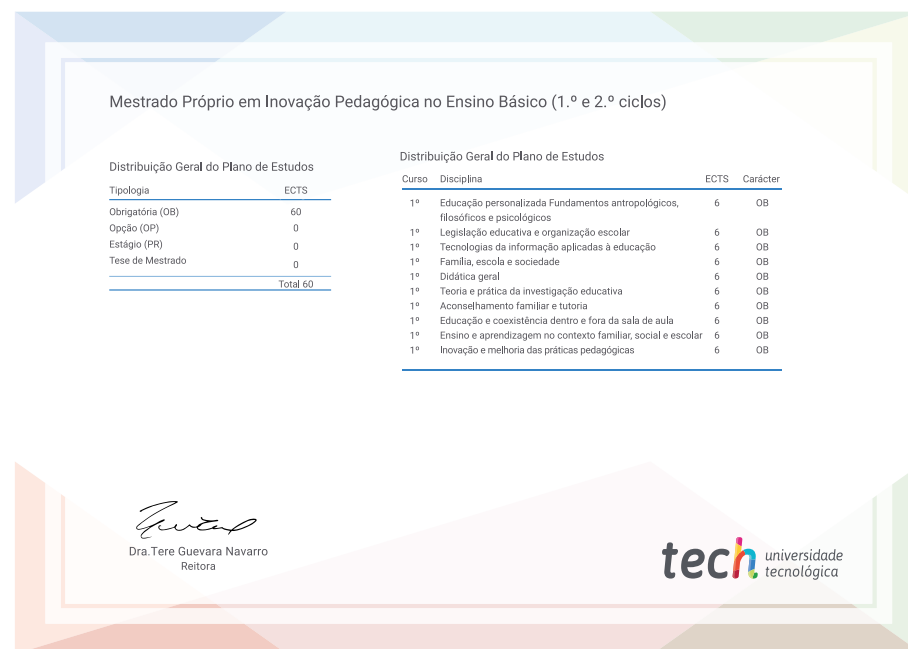 Mestrado Próprio em Inovação Pedagógica no Ensino Básico (1.º e 2.º ciclos)
Distribuição Geral do Plano de Estudos
Tipologia ECTS
Obrigatória (OB) 60
Opção (OP) 0
Estágio (PR) 0
Tese de Mestrado 0
Total 60
Distribuição Geral do Plano de Estudos
Curso Disciplina ECTS Carácter
1º Educação personalizada Fundamentos antropológicos, 6 OB
filosóficos e psicológicos
1º Legislação educativa e organização escolar 6 OB
1º Tecnologias da informação aplicadas à educação 6 OB
1º Família, escola e sociedade 6 OB
1º Didática geral 6 OB
1º Teoria e prática da investigação educativa 6 OB
1º Aconselhamento familiar e tutoria 6 OB
1º Educação e coexistência dentro e fora da sala de aula 6 OB
1º Ensino e aprendizagem no contexto familiar, social e escolar 6 OB
1º Inovação e melhoria das práticas pedagógicas 6 OB
Dra.Tere Guevara Navarro
Reitora
tech universidade
tecnológica